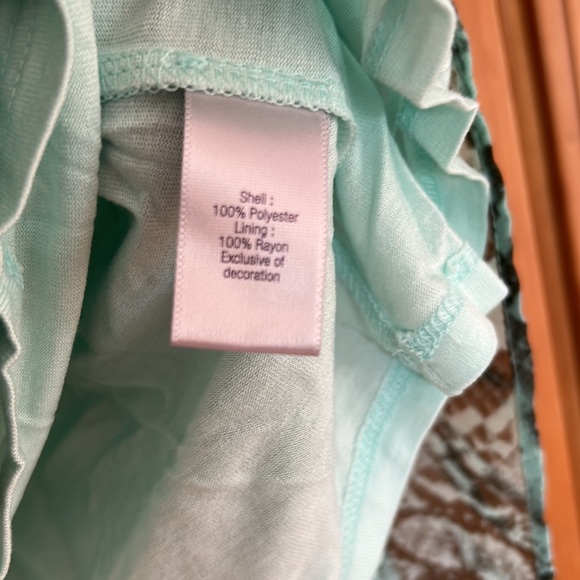 Shell :
100% Polyester
Lining :
100% Rayon
Exclusive of
decoration